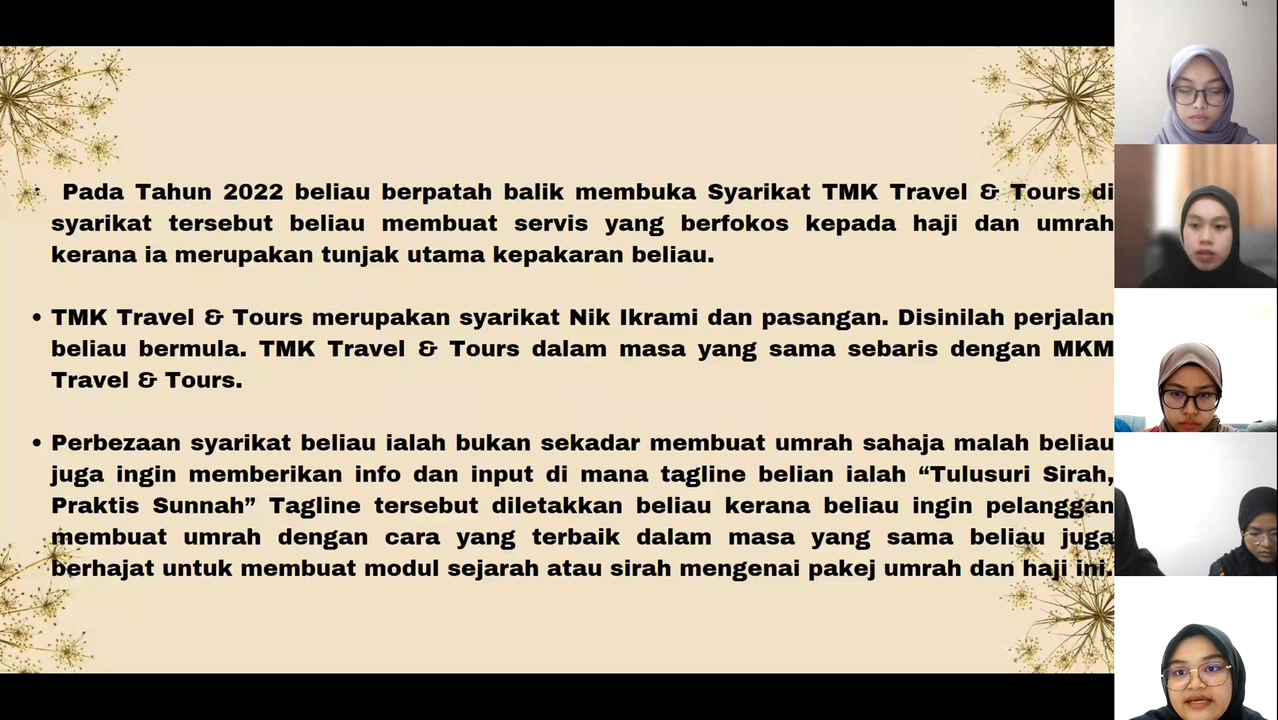 Pada Tahun 2022 beliau berpatah balik membuka Syarikat TMK Travel & Tours di
syarikat tersebut beliau membuat servis yang berfokos kepada haji dan umrah
kerana ia merupakan tunjak utama kepakaran beliau.
• TMK Travel & Tours merupakan syarikat Nik Ikrami dan pasangan. Disinilah perjalan
beliau bermula. TMK Travel & Tours dalam masa yang sama sebaris dengan MKM
Travel & Tours.
• Perbezaan syarikat beliau ialah bukan sekadar membuat umrah sahaja malah beliau
juga ingin memberikan info dan input di mana tagline belian ialah “Tulusuri Sirah,
Praktis Sunnah” Tagline tersebut diletakkan beliau kerana beliau ingin pelanggan
membuat umrah dengan cara yang terbaik dalam masa yang sama beliau juga
berhajat untuk membuat modul sejarah atau sirah mengenai pakej umrah dan haji ini.